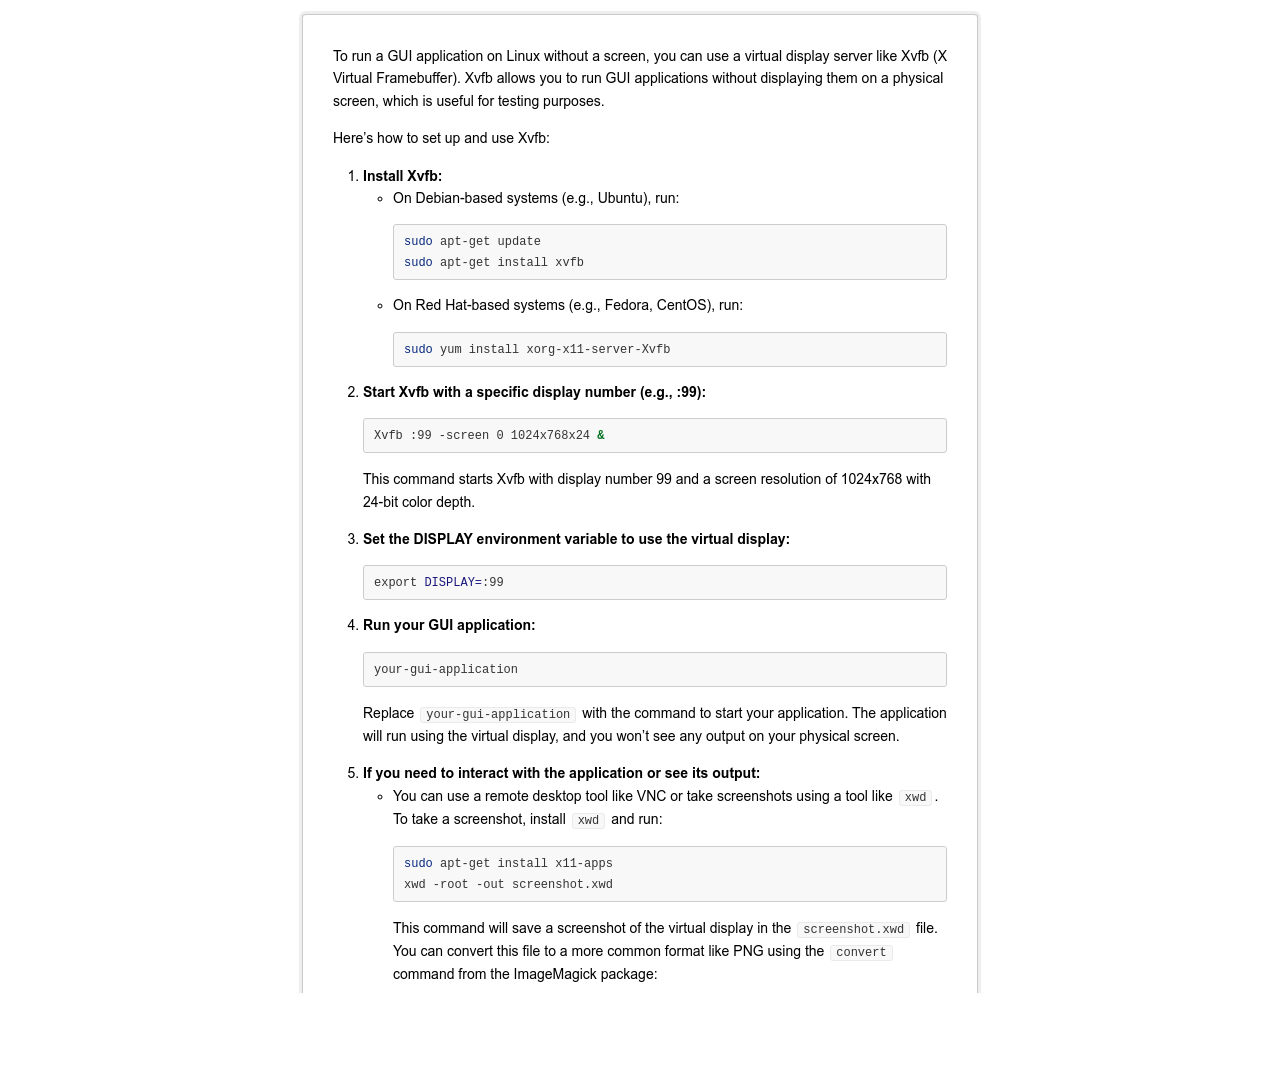 To run a GUI application on Linux without a screen, you can use a virtual display server like Xvfb (X
Virtual Framebuffer). Xvfb allows you to run GUI applications without displaying them on a physical
screen, which is useful for testing purposes.
Here’s how to set up and use Xvfb:
1. Install Xvfb:
◦ On Debian-based systems (e.g., Ubuntu), run:
sudo apt-get update
sudo apt-get install xvfb
◦ On Red Hat-based systems (e.g., Fedora, CentOS), run:
sudo yum install xorg-x11-server-Xvfb
2. Start Xvfb with a specific display number (e.g., :99):
Xvfb :99 -screen 0 1024x768x24 &
This command starts Xvfb with display number 99 and a screen resolution of 1024x768 with
24-bit color depth.
3. Set the DISPLAY environment variable to use the virtual display:
export DISPLAY=:99
4. Run your GUI application:
your-gui-application
Replace your-gui-application with the command to start your application. The application
will run using the virtual display, and you won’t see any output on your physical screen.
5. If you need to interact with the application or see its output:
◦ You can use a remote desktop tool like VNC or take screenshots using a tool like xwd .
To take a screenshot, install xwd and run:
sudo apt-get install x11-apps
xwd -root -out screenshot.xwd
This command will save a screenshot of the virtual display in the screenshot.xwd file.
You can convert this file to a more common format like PNG using the convert
command from the ImageMagick package: